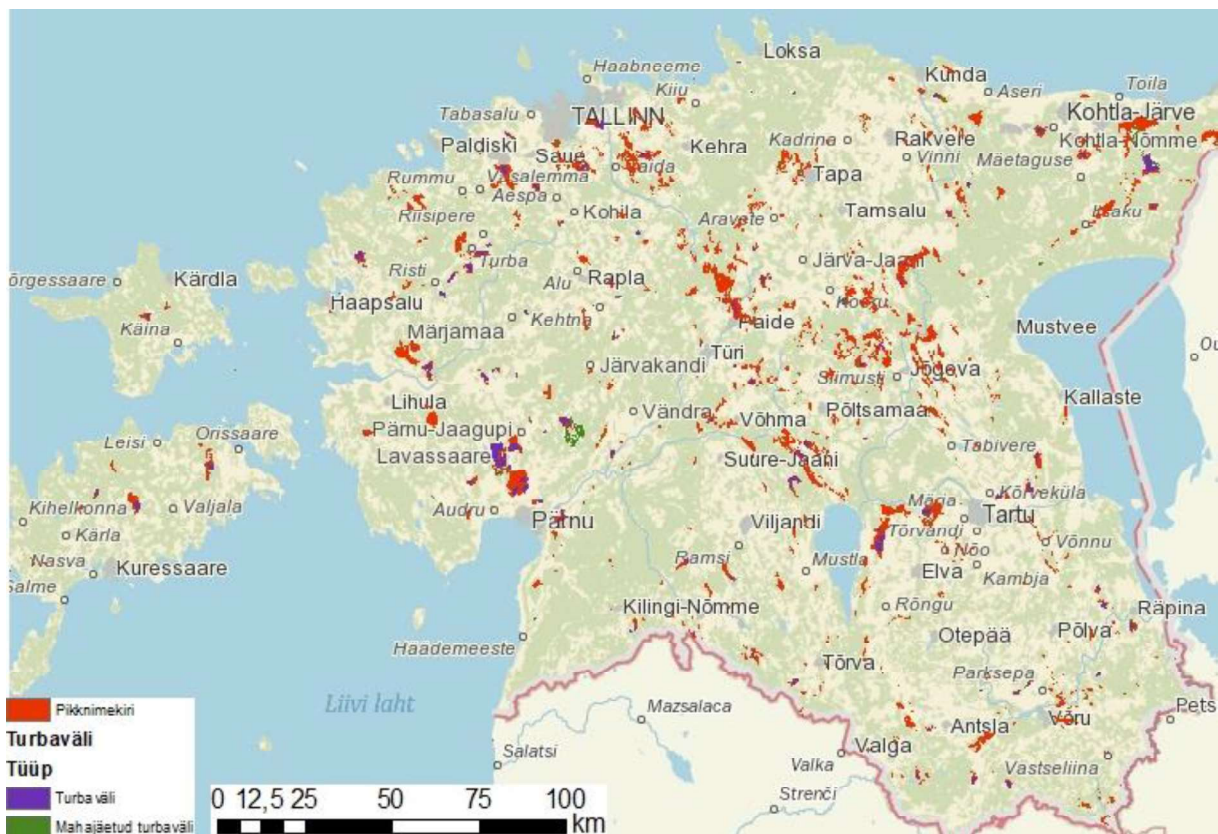 Loksa
Haabneeme
Kunda
Aseri
Toila
Kiiu
Tabasalu
TALLINN
Kohtla-Järve
Kadrina
Rakvere
Kohtla-Nõmme
Paldiski
Saue
Kehra
Vinni
Mäetaguse
Vaida
Rummu
Vasalemma
Tapa
Aespa
Riisipere
Kohila
Aravete
Tamsalu
Iisaku
Turba
Järva-Jaani
Risti
Alu
Rapla
Kärdla
Haapsalu
Koeru
Käina
Märjamaa
Kehtna
Paide
Mustvee
Türi
Järvakandi
Siimusti
Jõgeva
Lihula
Vändra
Võhma
Põltsamaa
Kallaste
Leisi
Orissaare
Pärnu-Jaagupi
Tabivere
Lavassaare
Suure-Jaani
Kihelkonna
Valjala
Audru
Pärnu
Viljandi
Märja
Kõrveküla
Tartu
Kärla
Tõrvandi
Võnnu
Nasva
Kuressaare
Ramsi
Mustla
Nõo
Salme
Elva
Kambja
Kilingi-Nõmme
Rõngu
Räpina
Häädemeeste
Otepää
Põlva
Tõrva
Parksepa
Liivi laht
Mazsalaca
Antsla
Võru
Pets
Salatsi
Valga
Valka
Vastseliina
Strenči
Pikknimekiri
Turbaväli
Tüüp
Turbaväli
Mahajäetud turbaväli
0 12,5 25 50 75 100
km